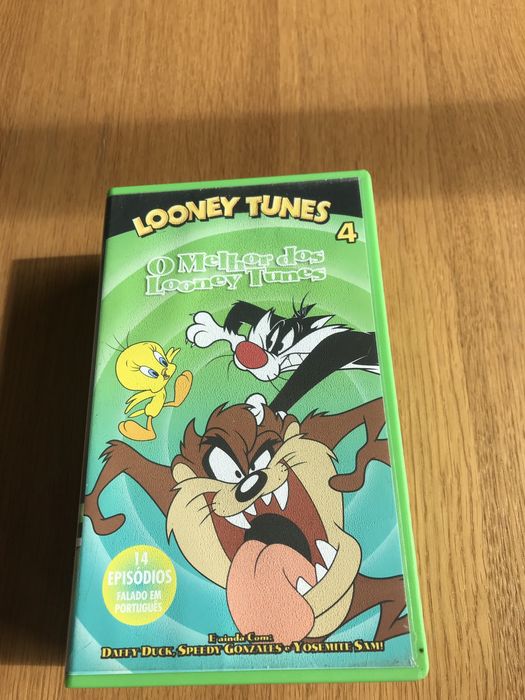 LOONEY TUNES
4
O Melhor dos
Looney Tunes
14
EPISÓDIOS
FALADO EM
PORTUGUÊS
E ainda Com:
DAFFY DUCK, SPEEDY GONZALES e YOSEMITE SAM!